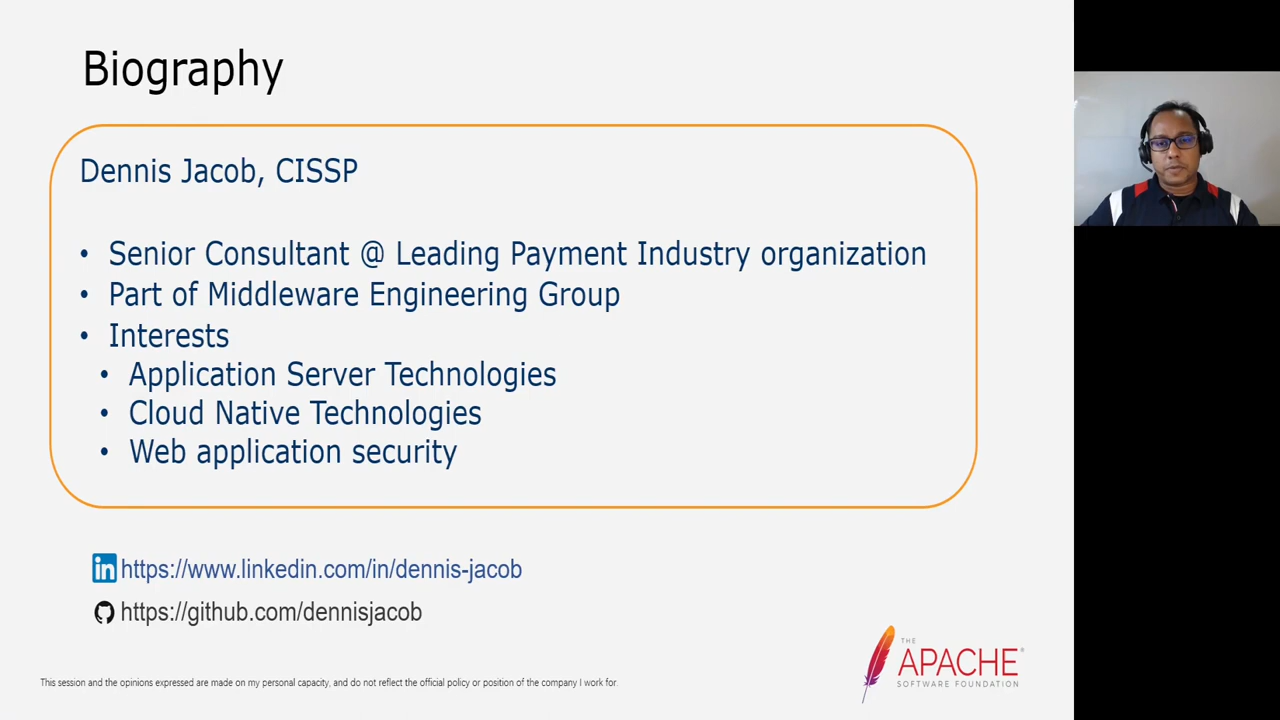 Biography
Dennis Jacob, CISSP
• Senior Consultant @ Leading Payment Industry organization
• Part of Middleware Engineering Group
• Interests
• Application Server Technologies
• Cloud Native Technologies
• Web application security
in https://www.linkedin.com/in/dennis-jacob
https://github.com/dennisjacob
THE
APACHE®
SOFTWARE FOUNDATION
This session and the opinions expressed are made on my personal capacity, and do not reflect the official policy or position of the company I work for.